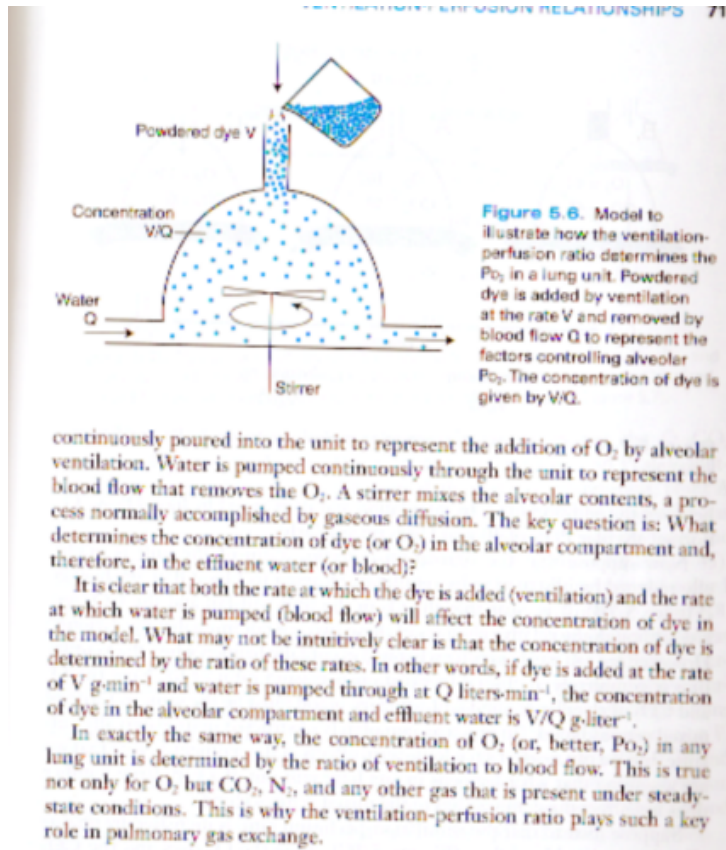 VENTILATION-PERFUSION RELATIONSHIPS 71
Powdered dye V
Concentration
V/Q
Water
Q
Stirrer
Figure 5.6. Model to
illustrate how the ventilation-
perfusion ratio determines the
Po₂ in a lung unit. Powdered
dye is added by ventilation
at the rate V and removed by
blood flow Q to represent the
factors controlling alveolar
Po₂. The concentration of dye is
given by V/Q.
continuously poured into the unit to represent the addition of O₂ by alveolar
ventilation. Water is pumped continuously through the unit to represent the
blood flow that removes the O₂. A stirrer mixes the alveolar contents, a pro-
cess normally accomplished by gaseous diffusion. The key question is: What
determines the concentration of dye (or O₂) in the alveolar compartment and,
therefore, in the effluent water (or blood)?
It is clear that both the rate at which the dye is added (ventilation) and the rate
at which water is pumped (blood flow) will affect the concentration of dye in
the model. What may not be intuitively clear is that the concentration of dye is
determined by the ratio of these rates. In other words, if dye is added at the rate
of V g·min⁻¹ and water is pumped through at Q liters·min⁻¹, the concentration
of dye in the alveolar compartment and effluent water is V/Q g·liter⁻¹.
In exactly the same way, the concentration of O₂ (or, better, Po₂) in any
lung unit is determined by the ratio of ventilation to blood flow. This is true
not only for O₂ but CO₂, N₂, and any other gas that is present under steady-
state conditions. This is why the ventilation-perfusion ratio plays such a key
role in pulmonary gas exchange.